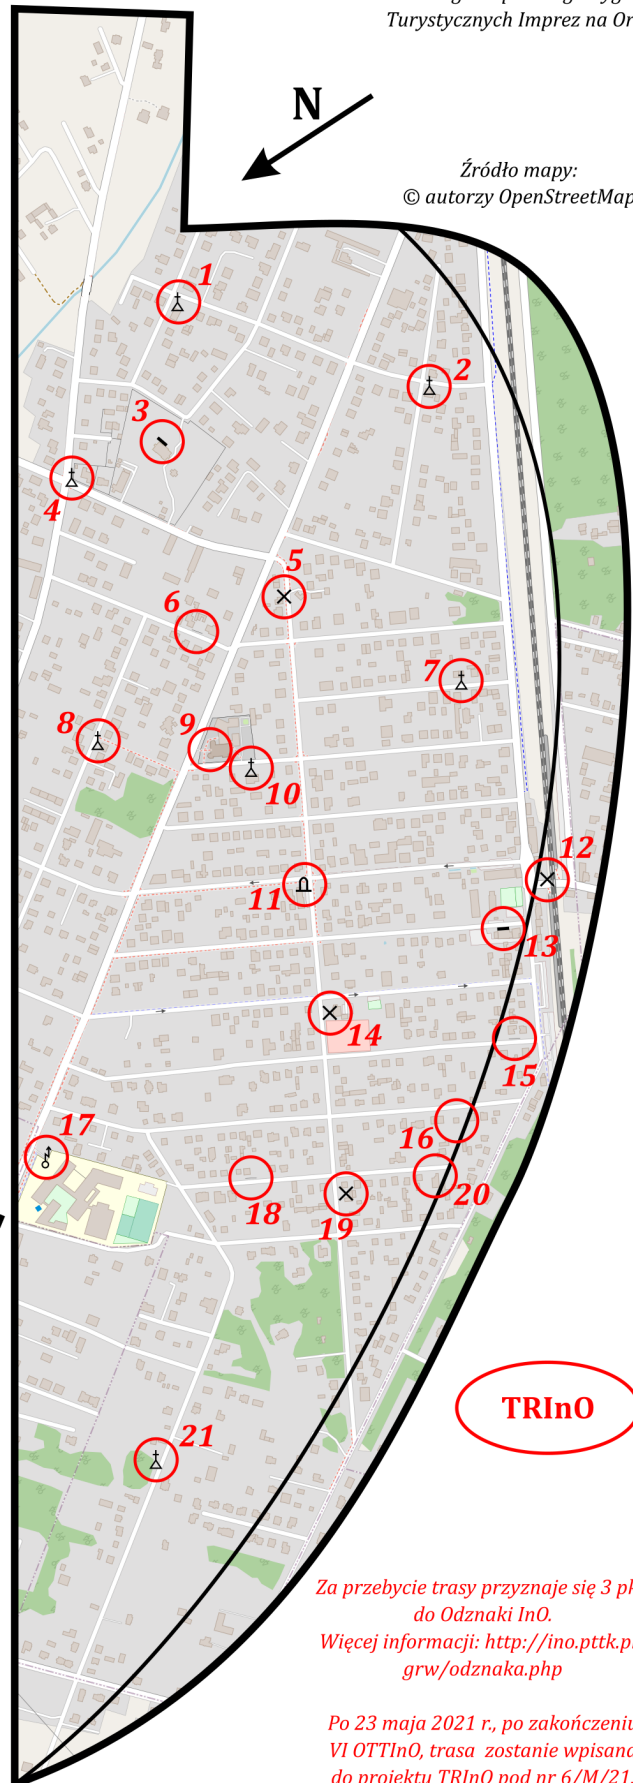 Turystycznych Imprez na Or
N
Źródło mapy:
© autorzy OpenStreetMap
1
2
3
4
5
6
7
8
9
10
11
12
13
14
15
16
17
18
19
20
21
TRInO
Za przebycie trasy przyznaje się 3 pk
do Odznaki InO.
Więcej informacji: http://ino.pttk.p
grw/odznaka.php
Po 23 maja 2021 r., po zakończeniu
VI OTTInO, trasa zostanie wpisana
do projektu TRInO pod nr 6/M/21.